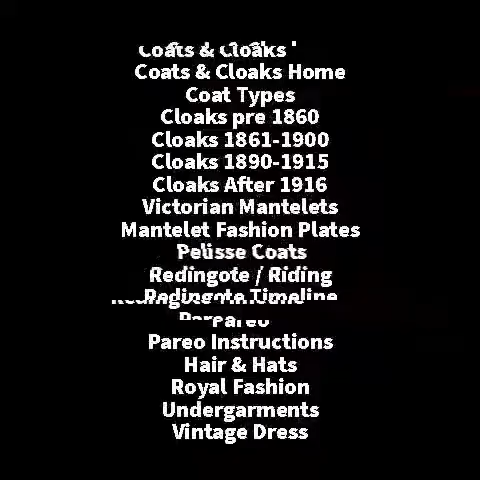 Coats & Cloaks
Coats & Cloaks Home
Coat Types
Cloaks pre 1860
Cloaks 1861-1900
Cloaks 1890-1915
Cloaks After 1916
Victorian Mantelets
Mantelet Fashion Plates
Pelisse Coats
Redingote / Riding
Redingote Timeline
Pareo Instructions
Hair & Hats
Royal Fashion
Undergarments
Vintage Dress